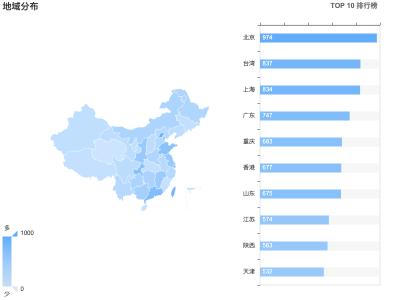 地域分布
TOP 10 排行榜
北京 974
台湾 837
上海 834
广东 747
重庆 683
香港 677
山东 675
江苏 574
陕西 563
天津 532
多
1000
0
少